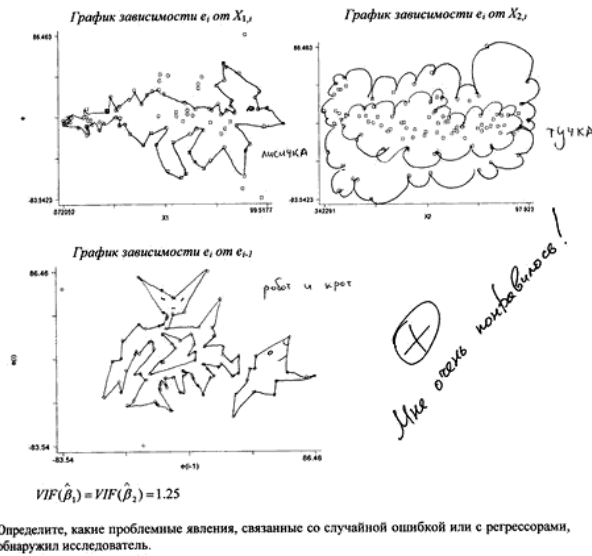 График зависимости eᵢ от X₁,ᵢ
График зависимости eᵢ от X₂,ᵢ
86.463
лисичка
-83.5423
872052
X1
99.5177
86.463
тучка
-83.5423
342291
X2
97.923
График зависимости eᵢ от eᵢ₋₁
86.46
робот и крот
e(i)
-83.54
-83.54
e(i-1)
86.46
+
Мне очень понравилось!
VIF(β̂₁) = VIF(β̂₂) = 1.25
Определите, какие проблемные явления, связанные со случайной ошибкой или с регрессорами,
обнаружил исследователь.